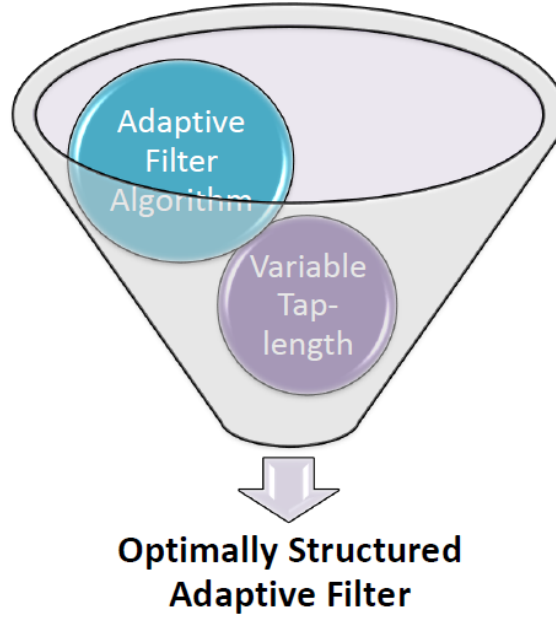 Adaptive
Filter
Algorithm
Variable
Tap-
length
Optimally Structured
Adaptive Filter